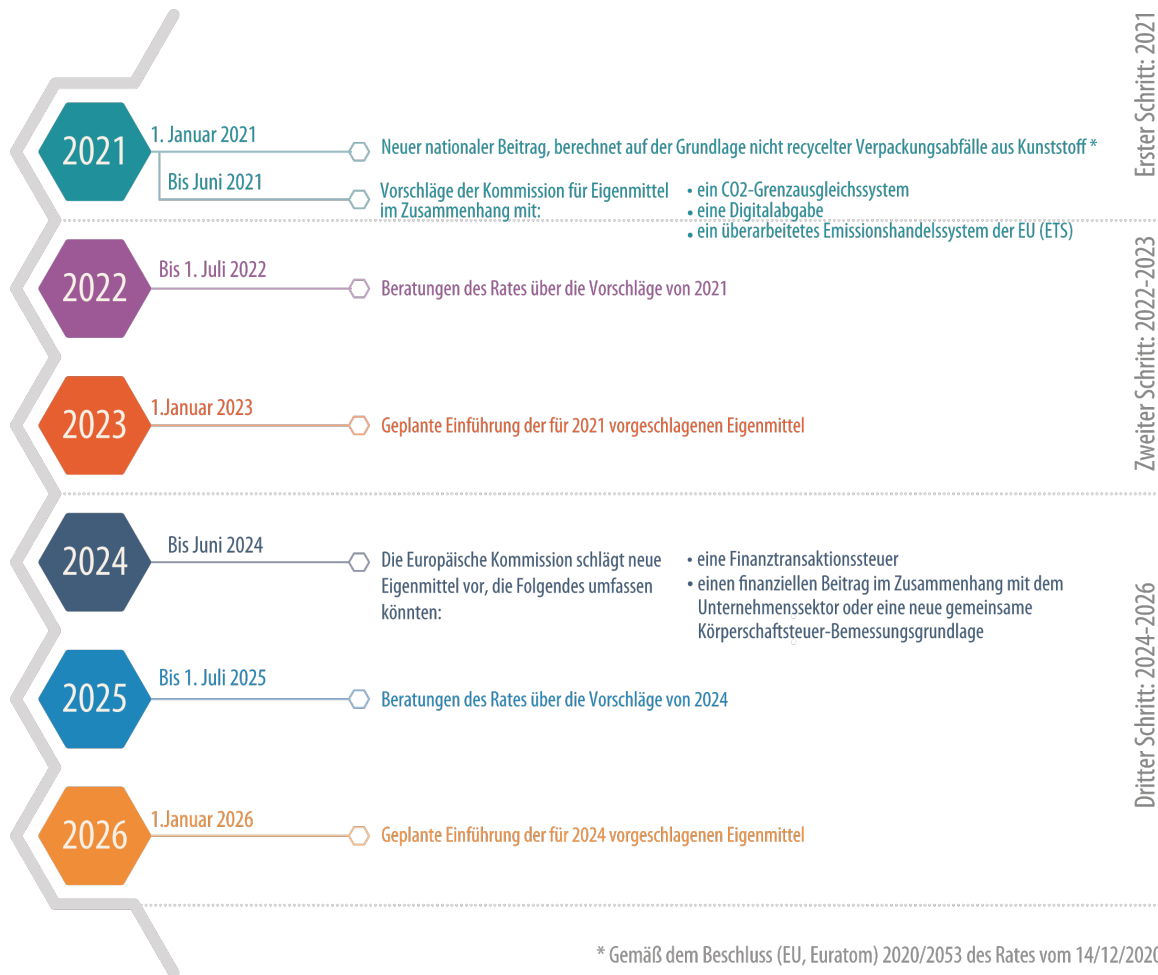 Erster Schritt: 2021
2021
1. Januar 2021
Neuer nationaler Beitrag, berechnet auf der Grundlage nicht recycelter Verpackungsabfälle aus Kunststoff *
Bis Juni 2021
Vorschläge der Kommission für Eigenmittel
im Zusammenhang mit:
• ein CO2-Grenzausgleichssystem
• eine Digitalabgabe
• ein überarbeitetes Emissionshandelssystem der EU (ETS)
Zweiter Schritt: 2022-2023
2022
Bis 1. Juli 2022
Beratungen des Rates über die Vorschläge von 2021
2023
1.Januar 2023
Geplante Einführung der für 2021 vorgeschlagenen Eigenmittel
Dritter Schritt: 2024-2026
2024
Bis Juni 2024
Die Europäische Kommission schlägt neue
Eigenmittel vor, die Folgendes umfassen
könnten:
• eine Finanztransaktionssteuer
• einen finanziellen Beitrag im Zusammenhang mit dem
Unternehmenssektor oder eine neue gemeinsame
Körperschaftsteuer-Bemessungsgrundlage
2025
Bis 1. Juli 2025
Beratungen des Rates über die Vorschläge von 2024
2026
1.Januar 2026
Geplante Einführung der für 2024 vorgeschlagenen Eigenmittel
* Gemäß dem Beschluss (EU, Euratom) 2020/2053 des Rates vom 14/12/2020